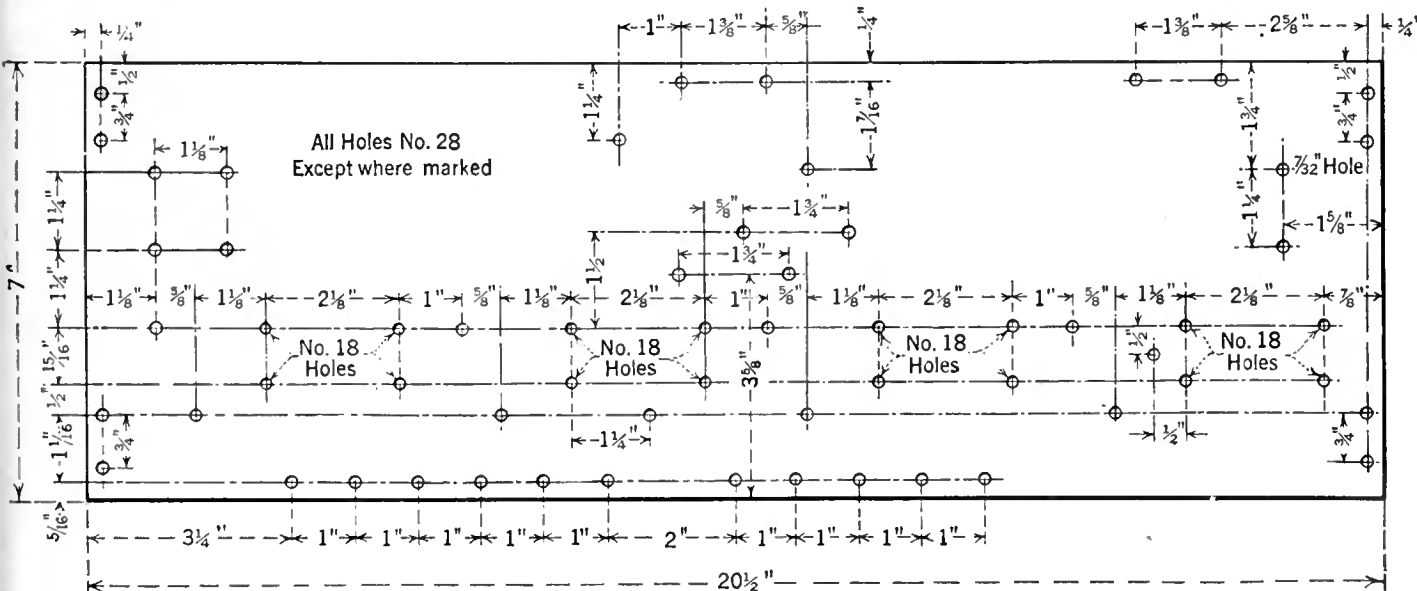 1/4" 1" 1 3/8" 5/8" 1/4" 1 3/8" 2 5/8" 1/4"
1/2" 1/2"
3/4" 1 1/4" 1 7/16" 1 3/4" 3/4"
1 1/8" All Holes No. 28
Except where marked
7/32" Hole
1 1/4" 5/8" 1 3/4" 1 1/4" 1 5/8"
7" 1 1/2" 1 3/4"
1 1/4"
1 1/8" 5/8" 1 1/8" 2 1/8" 1" 5/8" 1 1/8" 2 1/8" 1" 5/8" 1 1/8" 2 1/8" 1" 5/8" 1 1/8" 2 1/8" 7/8"
15/16 No. 18 No. 18 No. 18 1/2" No. 18
Holes Holes Holes Holes
1/2" 3 5/8"
1 1/16" 3/4" 1 1/4" 1/2" 3/4"
5/16"
3 1/4" 1" 1" 1" 1" 1" 2" 1" 1" 1" 1"
20 1/2"